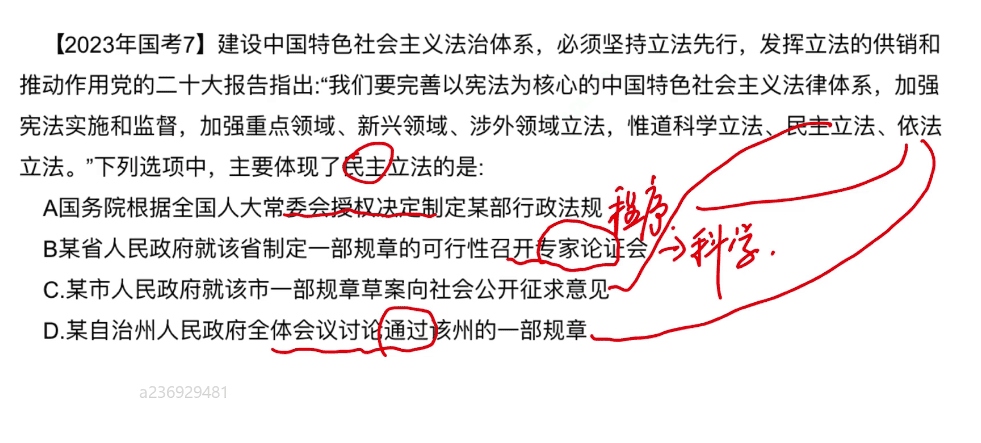 【2023年国考7】建设中国特色社会主义法治体系，必须坚持立法先行，发挥立法的供销和
推动作用党的二十大报告指出:“我们要完善以宪法为核心的中国特色社会主义法律体系，加强
宪法实施和监督，加强重点领域、新兴领域、涉外领域立法，惟道科学立法、民主立法、依法
立法。”下列选项中，主要体现了民主立法的是:
A国务院根据全国人大常委会授权决定制定某部行政法规
程序
B某省人民政府就该省制定一部规章的可行性召开专家论证会
→科学.
C.某市人民政府就该市一部规章草案向社会公开征求意见
D.某自治州人民政府全体会议讨论通过该州的一部规章
a236929481